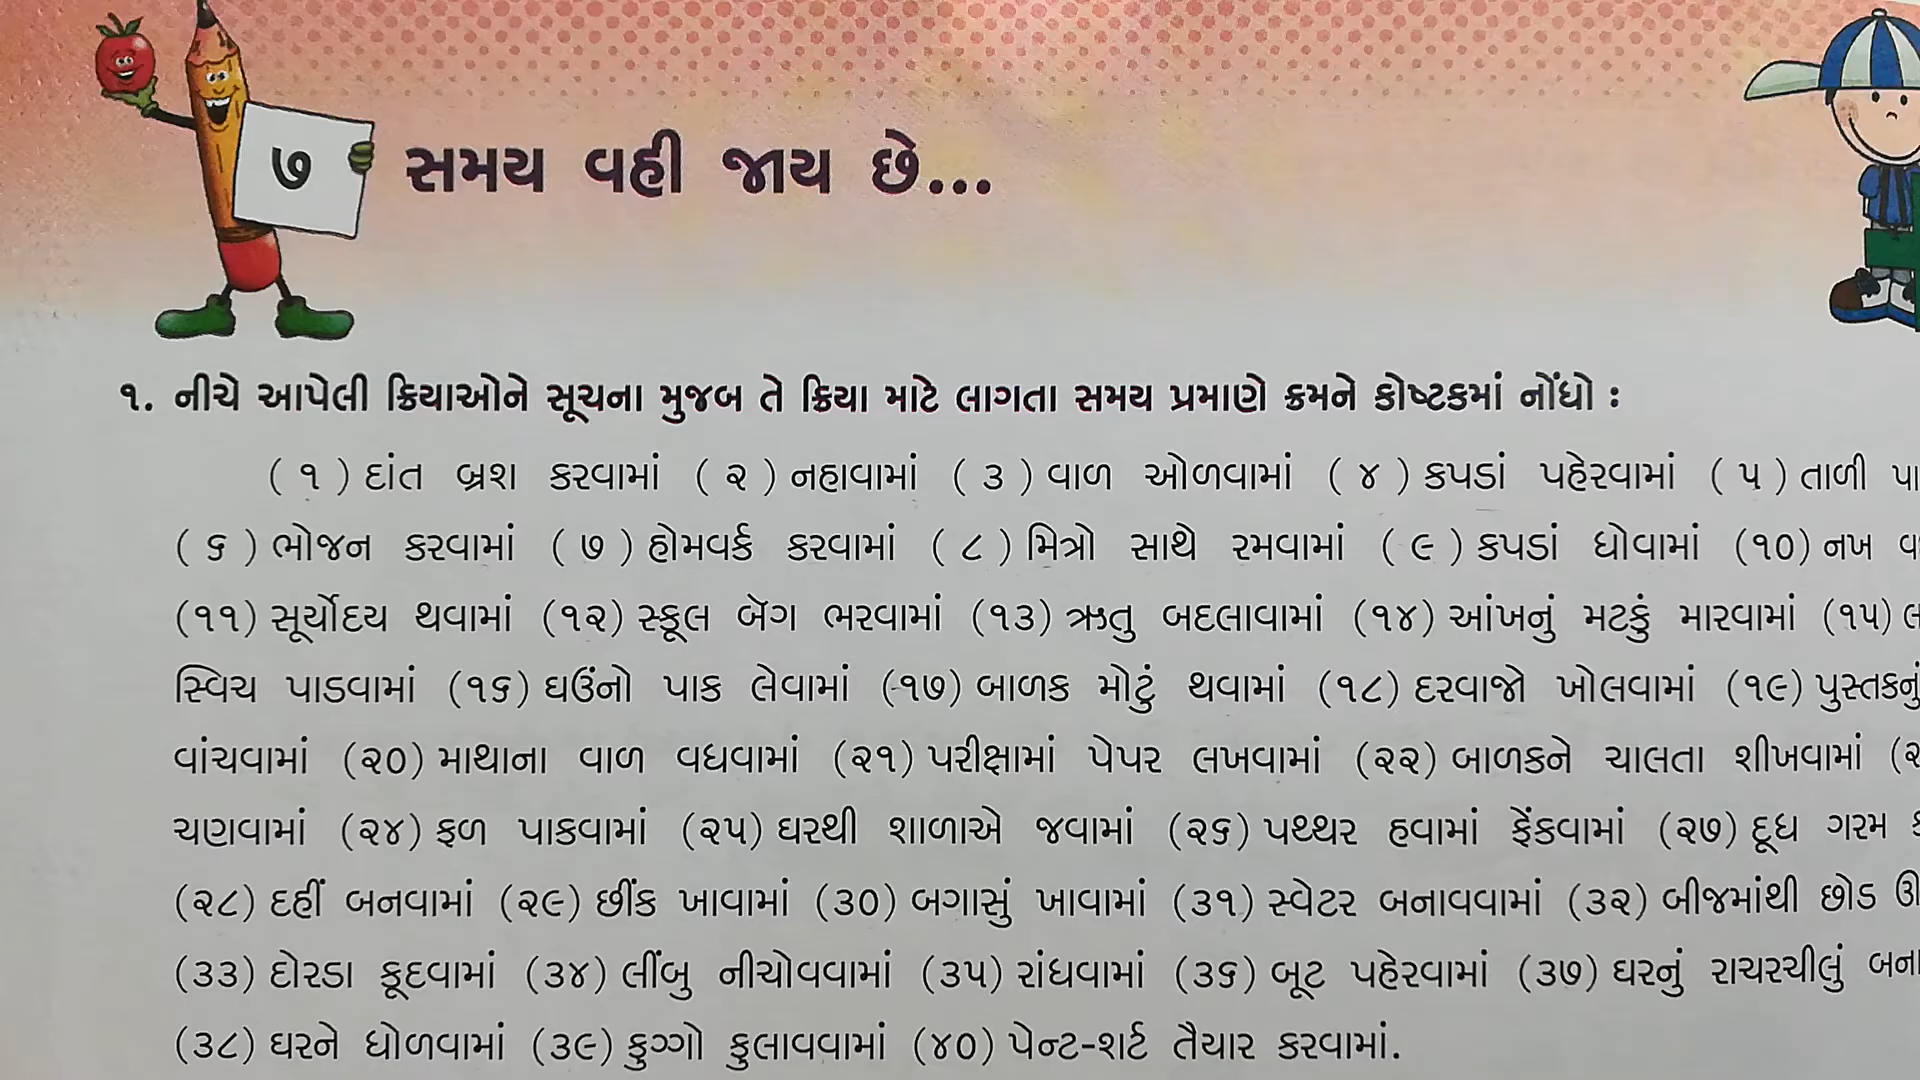 ૭
સમય વહી જાય છે...
૧. નીચે આપેલી ક્રિયાઓને સૂચના મુજબ તે ક્રિયા માટે લાગતા સમય પ્રમાણે ક્રમને કોષ્ટકમાં નોંધો :
(૧) દાંત બ્રશ કરવામાં (૨) નહાવામાં (૩) વાળ ઓળવામાં (૪) કપડાં પહેરવામાં (૫) તાળી
(૬) ભોજન કરવામાં (૭) હોમવર્ક કરવામાં (૮) મિત્રો સાથે રમવામાં (૯) કપડાં ધોવામાં (૧૦) નખ
(૧૧) સૂર્યોદય થવામાં (૧૨) સ્કૂલ બૅગ ભરવામાં (૧૩) ઋતુ બદલાવામાં (૧૪) આંખનું મટકું મારવામાં (૧૫)
સ્વિચ પાડવામાં (૧૬) ઘઉંનો પાક લેવામાં (૧૭) બાળક મોટું થવામાં (૧૮) દરવાજો ખોલવામાં (૧૯) પુસ્તકનું
વાંચવામાં (૨૦) માથાના વાળ વધવામાં (૨૧) પરીક્ષામાં પેપર લખવામાં (૨૨) બાળકને ચાલતા શીખવામાં
ચણવામાં (૨૪) ફળ પાકવામાં (૨૫) ઘરથી શાળાએ જવામાં (૨૬) પથ્થર હવામાં ફેંકવામાં (૨૭) દૂધ ગરમ
(૨૮) દહીં બનવામાં (૨૯) છીંક ખાવામાં (૩૦) બગાસું ખાવામાં (૩૧) સ્વેટર બનાવવામાં (૩૨) બીજમાંથી છોડ
(૩૩) દોરડા કૂદવામાં (૩૪) લીંબુ નીચોવવામાં (૩૫) રાંધવામાં (૩૬) બૂટ પહેરવામાં (૩૭) ઘરનું રાચરચીલું
(૩૮) ઘરને ધોળવામાં (૩૯) ફુગ્ગો ફુલાવવામાં (૪૦) પેન્ટ-શર્ટ તૈયાર કરવામાં.